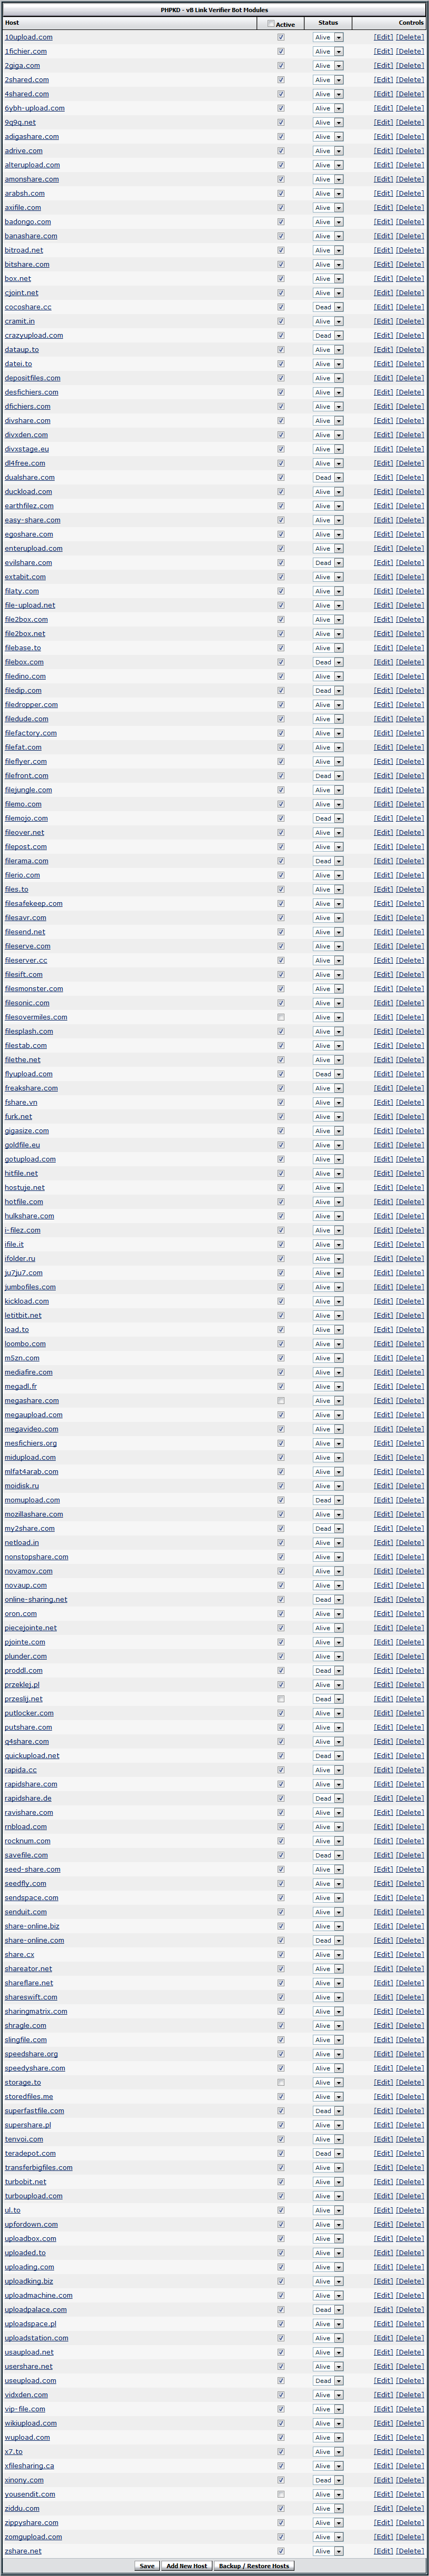 PHPKD - vB Link Verifier Bot Modules
Host Active Status Controls
10upload.com Alive [Edit] [Delete]
1fichier.com Alive [Edit] [Delete]
2giga.com Alive [Edit] [Delete]
2shared.com Alive [Edit] [Delete]
4shared.com Alive [Edit] [Delete]
6ybh-upload.com Alive [Edit] [Delete]
9q9q.net Alive [Edit] [Delete]
adigashare.com Alive [Edit] [Delete]
adrive.com Alive [Edit] [Delete]
alterupload.com Alive [Edit] [Delete]
amonshare.com Alive [Edit] [Delete]
arabsh.com Alive [Edit] [Delete]
axifile.com Alive [Edit] [Delete]
badongo.com Alive [Edit] [Delete]
banashare.com Alive [Edit] [Delete]
bitroad.net Alive [Edit] [Delete]
bitshare.com Alive [Edit] [Delete]
box.net Alive [Edit] [Delete]
cjoint.net Alive [Edit] [Delete]
cocoshare.cc Dead [Edit] [Delete]
cramit.in Alive [Edit] [Delete]
crazyupload.com Dead [Edit] [Delete]
dataup.to Alive [Edit] [Delete]
datei.to Alive [Edit] [Delete]
depositfiles.com Alive [Edit] [Delete]
desfichiers.com Alive [Edit] [Delete]
dfichiers.com Alive [Edit] [Delete]
divshare.com Alive [Edit] [Delete]
divxden.com Alive [Edit] [Delete]
divxstage.eu Alive [Edit] [Delete]
dl4free.com Alive [Edit] [Delete]
dualshare.com Dead [Edit] [Delete]
duckload.com Alive [Edit] [Delete]
earthfilez.com Alive [Edit] [Delete]
easy-share.com Alive [Edit] [Delete]
egoshare.com Alive [Edit] [Delete]
enterupload.com Alive [Edit] [Delete]
evilshare.com Dead [Edit] [Delete]
extabit.com Alive [Edit] [Delete]
filaty.com Alive [Edit] [Delete]
file-upload.net Alive [Edit] [Delete]
file2box.com Alive [Edit] [Delete]
file2box.net Alive [Edit] [Delete]
filebase.to Alive [Edit] [Delete]
filebox.com Dead [Edit] [Delete]
filedino.com Alive [Edit] [Delete]
filedip.com Dead [Edit] [Delete]
filedropper.com Alive [Edit] [Delete]
filedude.com Alive [Edit] [Delete]
filefactory.com Alive [Edit] [Delete]
filefat.com Alive [Edit] [Delete]
fileflyer.com Alive [Edit] [Delete]
filefront.com Dead [Edit] [Delete]
filejungle.com Alive [Edit] [Delete]
filemo.com Alive [Edit] [Delete]
filemojo.com Dead [Edit] [Delete]
fileover.net Alive [Edit] [Delete]
filepost.com Alive [Edit] [Delete]
filerama.com Dead [Edit] [Delete]
filerio.com Alive [Edit] [Delete]
files.to Alive [Edit] [Delete]
filesafekeep.com Alive [Edit] [Delete]
filesavr.com Alive [Edit] [Delete]
filesend.net Alive [Edit] [Delete]
fileserve.com Alive [Edit] [Delete]
fileserver.cc Alive [Edit] [Delete]
filesift.com Alive [Edit] [Delete]
filesmonster.com Alive [Edit] [Delete]
filesonic.com Alive [Edit] [Delete]
filesovermiles.com Alive [Edit] [Delete]
filesplash.com Alive [Edit] [Delete]
filestab.com Alive [Edit] [Delete]
filethe.net Alive [Edit] [Delete]
flyupload.com Dead [Edit] [Delete]
freakshare.com Alive [Edit] [Delete]
fshare.vn Alive [Edit] [Delete]
furk.net Alive [Edit] [Delete]
gigasize.com Alive [Edit] [Delete]
goldfile.eu Alive [Edit] [Delete]
gotupload.com Alive [Edit] [Delete]
hitfile.net Alive [Edit] [Delete]
hostuje.net Alive [Edit] [Delete]
hotfile.com Alive [Edit] [Delete]
hulkshare.com Alive [Edit] [Delete]
i-filez.com Alive [Edit] [Delete]
ifile.it Alive [Edit] [Delete]
ifolder.ru Alive [Edit] [Delete]
ju7ju7.com Alive [Edit] [Delete]
jumbofiles.com Alive [Edit] [Delete]
kickload.com Alive [Edit] [Delete]
letitbit.net Alive [Edit] [Delete]
load.to Alive [Edit] [Delete]
loombo.com Alive [Edit] [Delete]
m5zn.com Alive [Edit] [Delete]
mediafire.com Alive [Edit] [Delete]
megadl.fr Alive [Edit] [Delete]
megashare.com Alive [Edit] [Delete]
megaupload.com Alive [Edit] [Delete]
megavideo.com Alive [Edit] [Delete]
mesfichiers.org Alive [Edit] [Delete]
midupload.com Alive [Edit] [Delete]
mlfat4arab.com Alive [Edit] [Delete]
moidisk.ru Alive [Edit] [Delete]
momupload.com Dead [Edit] [Delete]
mozillashare.com Alive [Edit] [Delete]
my2share.com Dead [Edit] [Delete]
netload.in Alive [Edit] [Delete]
nonstopshare.com Alive [Edit] [Delete]
novamov.com Alive [Edit] [Delete]
novaup.com Alive [Edit] [Delete]
online-sharing.net Dead [Edit] [Delete]
oron.com Alive [Edit] [Delete]
piecejointe.net Alive [Edit] [Delete]
pjointe.com Alive [Edit] [Delete]
plunder.com Alive [Edit] [Delete]
proddl.com Dead [Edit] [Delete]
przeklej.pl Alive [Edit] [Delete]
przeslij.net Dead [Edit] [Delete]
putlocker.com Alive [Edit] [Delete]
putshare.com Alive [Edit] [Delete]
q4share.com Alive [Edit] [Delete]
quickupload.net Dead [Edit] [Delete]
rapida.cc Alive [Edit] [Delete]
rapidshare.com Alive [Edit] [Delete]
rapidshare.de Dead [Edit] [Delete]
ravishare.com Alive [Edit] [Delete]
rnbload.com Alive [Edit] [Delete]
rocknum.com Alive [Edit] [Delete]
savefile.com Dead [Edit] [Delete]
seed-share.com Alive [Edit] [Delete]
seedfly.com Alive [Edit] [Delete]
sendspace.com Alive [Edit] [Delete]
senduit.com Alive [Edit] [Delete]
share-online.biz Alive [Edit] [Delete]
share-online.com Dead [Edit] [Delete]
share.cx Alive [Edit] [Delete]
shareator.net Alive [Edit] [Delete]
shareflare.net Alive [Edit] [Delete]
shareswift.com Alive [Edit] [Delete]
sharingmatrix.com Alive [Edit] [Delete]
shragle.com Alive [Edit] [Delete]
slingfile.com Alive [Edit] [Delete]
speedshare.org Alive [Edit] [Delete]
speedyshare.com Alive [Edit] [Delete]
storage.to Alive [Edit] [Delete]
storedfiles.me Alive [Edit] [Delete]
superfastfile.com Dead [Edit] [Delete]
supershare.pl Alive [Edit] [Delete]
tenvoi.com Alive [Edit] [Delete]
teradepot.com Dead [Edit] [Delete]
transferbigfiles.com Alive [Edit] [Delete]
turbobit.net Alive [Edit] [Delete]
turboupload.com Alive [Edit] [Delete]
ul.to Alive [Edit] [Delete]
upfordown.com Alive [Edit] [Delete]
uploadbox.com Alive [Edit] [Delete]
uploaded.to Alive [Edit] [Delete]
uploading.com Alive [Edit] [Delete]
uploadking.biz Alive [Edit] [Delete]
uploadmachine.com Alive [Edit] [Delete]
uploadpalace.com Dead [Edit] [Delete]
uploadspace.pl Alive [Edit] [Delete]
uploadstation.com Alive [Edit] [Delete]
usaupload.net Alive [Edit] [Delete]
usershare.net Alive [Edit] [Delete]
useupload.com Dead [Edit] [Delete]
vidxden.com Alive [Edit] [Delete]
vip-file.com Alive [Edit] [Delete]
wikiupload.com Alive [Edit] [Delete]
wupload.com Alive [Edit] [Delete]
x7.to Alive [Edit] [Delete]
xfilesharing.ca Alive [Edit] [Delete]
xinony.com Dead [Edit] [Delete]
yousendit.com Alive [Edit] [Delete]
ziddu.com Alive [Edit] [Delete]
zippyshare.com Alive [Edit] [Delete]
zomgupload.com Alive [Edit] [Delete]
zshare.net Alive [Edit] [Delete]
Save Add New Host Backup / Restore Hosts